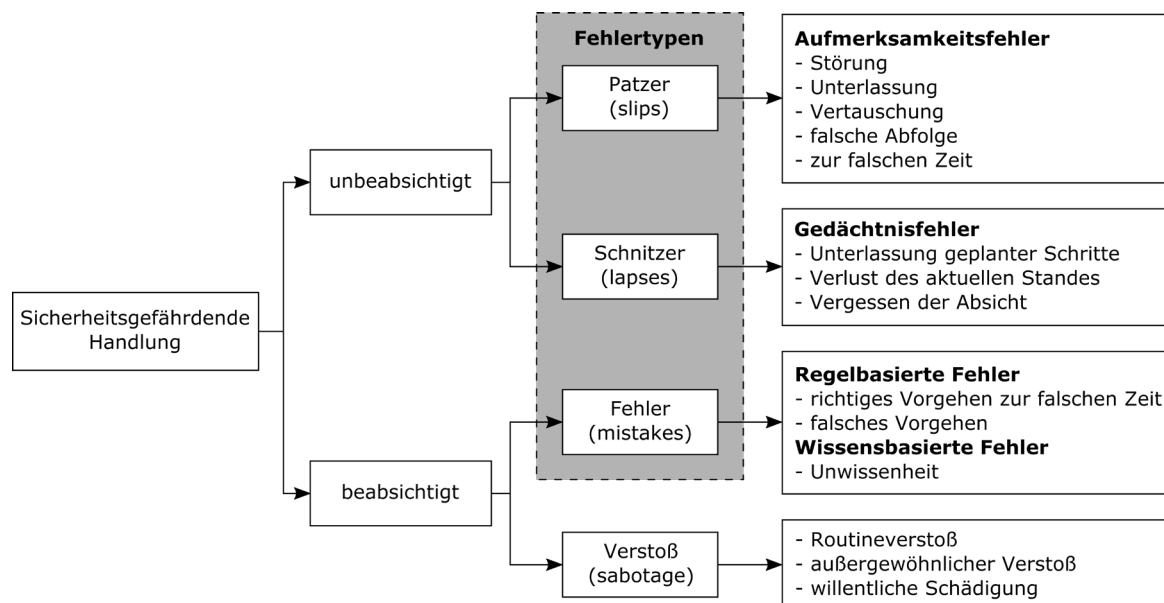 Sicherheitsgefährdende
Handlung
unbeabsichtigt
beabsichtigt
Fehlertypen
Patzer
(slips)
Schnitzer
(lapses)
Fehler
(mistakes)
Verstoß
(sabotage)
Aufmerksamkeitsfehler
- Störung
- Unterlassung
- Vertauschung
- falsche Abfolge
- zur falschen Zeit
Gedächtnisfehler
- Unterlassung geplanter Schritte
- Verlust des aktuellen Standes
- Vergessen der Absicht
Regelbasierte Fehler
- richtiges Vorgehen zur falschen Zeit
- falsches Vorgehen
Wissensbasierte Fehler
- Unwissenheit
- Routineverstoß
- außergewöhnlicher Verstoß
- willentliche Schädigung